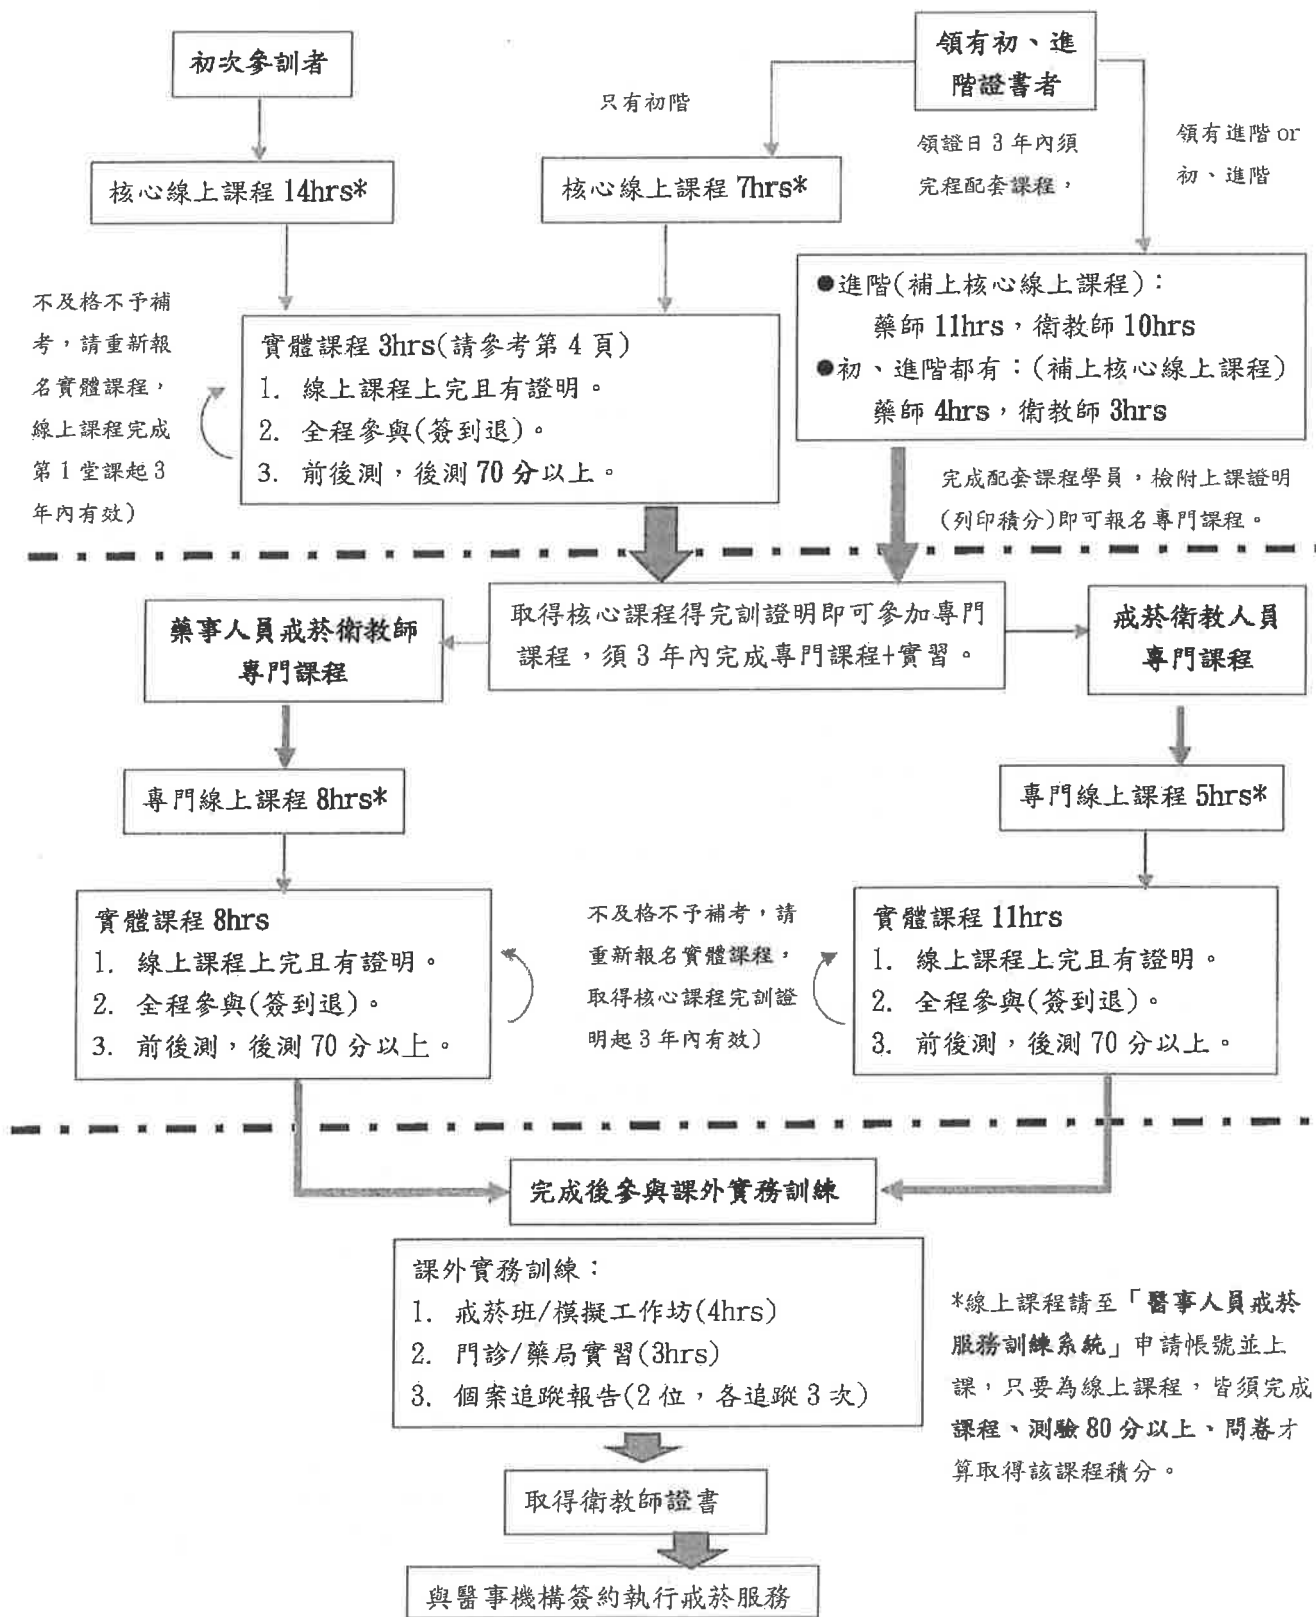 初次參訓者
領有初、進
階證書者
只有初階
領證日 3 年內須
完程配套課程，
領有進階 or
初、進階
核心線上課程 14hrs*
核心線上課程 7hrs*
不及格不予補
考，請重新報
名實體課程，
線上課程完成
第 1 堂課起 3
年內有效)
實體課程 3hrs(請參考第 4 頁)
1. 線上課程上完且有證明。
2. 全程參與(簽到退)。
3. 前後測，後測 70 分以上。
●進階(補上核心線上課程)：
藥師 11hrs，衛教師 10hrs
●初、進階都有：(補上核心線上課程)
藥師 4hrs，衛教師 3hrs
完成配套課程學員，檢附上課證明
(列印積分)即可報名專門課程。
取得核心課程得完訓證明即可參加專門
課程，須 3 年內完成專門課程+實習。
藥事人員戒菸衛教師
專門課程
戒菸衛教人員
專門課程
專門線上課程 8hrs*
專門線上課程 5hrs*
實體課程 8hrs
1. 線上課程上完且有證明。
2. 全程參與(簽到退)。
3. 前後測，後測 70 分以上。
不及格不予補考，請
重新報名實體課程，
取得核心課程完訓證
明起 3 年內有效)
實體課程 11hrs
1. 線上課程上完且有證明。
2. 全程參與(簽到退)。
3. 前後測，後測 70 分以上。
完成後參與課外實務訓練
課外實務訓練：
1. 戒菸班/模擬工作坊(4hrs)
2. 門診/藥局實習(3hrs)
3. 個案追蹤報告(2 位，各追蹤 3 次)
*線上課程請至「醫事人員戒菸
服務訓練系統」申請帳號並上
課，只要為線上課程，皆須完成
課程、測驗 80 分以上、問卷才
算取得該課程積分。
取得衛教師證書
與醫事機構簽約執行戒菸服務